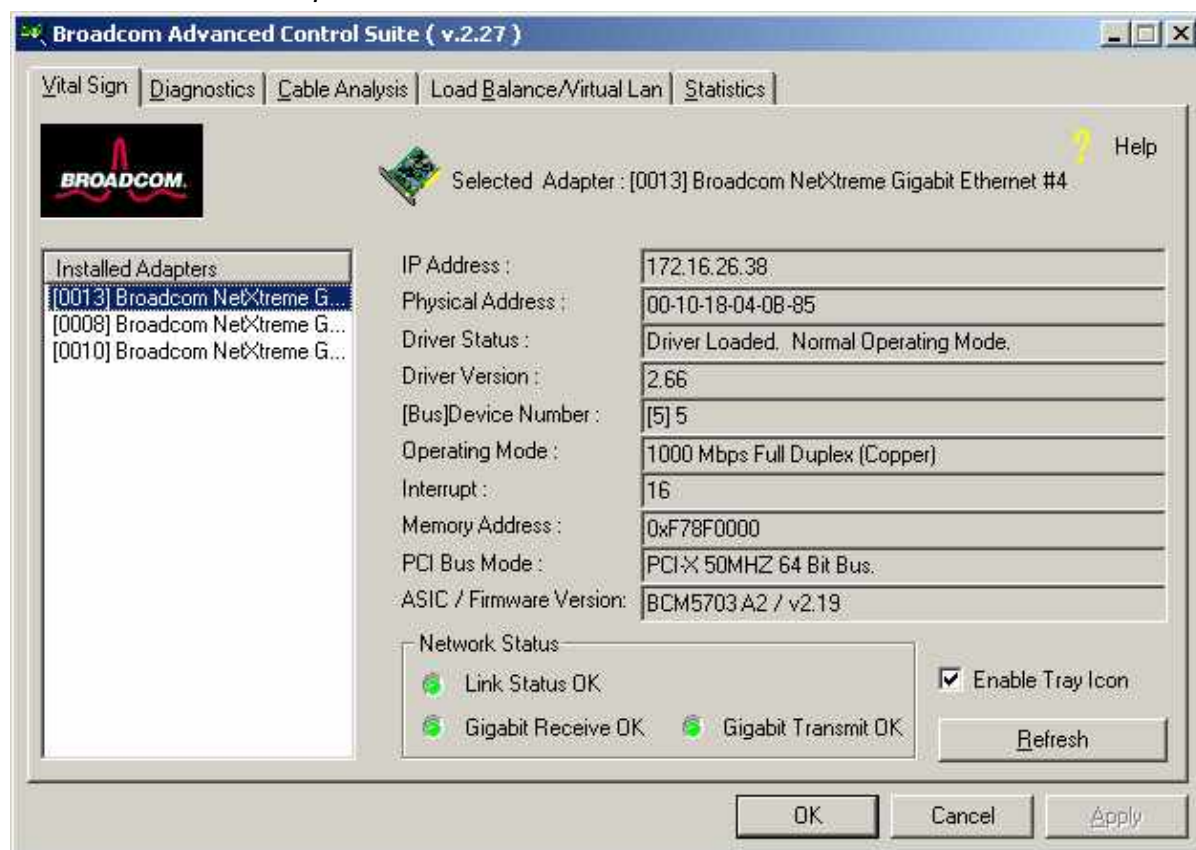 Broadcom Advanced Control Suite ( v.2.27 )
Vital Sign Diagnostics Cable Analysis Load Balance/Virtual Lan Statistics
BROADCOM.
? Help
Selected Adapter : [0013] Broadcom NetXtreme Gigabit Ethernet #4
Installed Adapters
[0013] Broadcom NetXtreme G...
[0008] Broadcom NetXtreme G...
[0010] Broadcom NetXtreme G...
IP Address : 172.16.26.38
Physical Address : 00-10-18-04-0B-85
Driver Status : Driver Loaded. Normal Operating Mode.
Driver Version : 2.66
[Bus]Device Number : [5] 5
Operating Mode : 1000 Mbps Full Duplex (Copper)
Interrupt : 16
Memory Address : 0xF78F0000
PCI Bus Mode : PCI-X 50MHZ 64 Bit Bus.
ASIC / Firmware Version: BCM5703 A2 / v2.19
Network Status
Link Status OK
Gigabit Receive OK Gigabit Transmit OK
Enable Tray Icon
Refresh
OK Cancel Apply